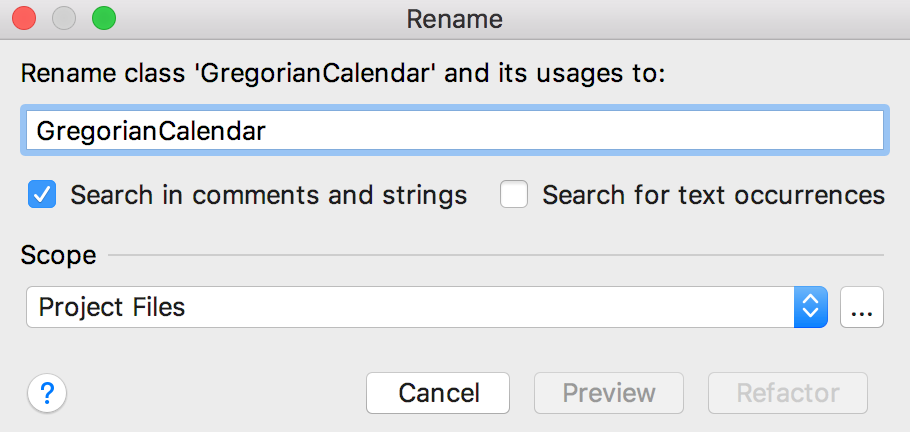 Rename
Rename class 'GregorianCalendar' and its usages to:
GregorianCalendar
Search in comments and strings Search for text occurrences
Scope
Project Files ...
? Cancel Preview Refactor